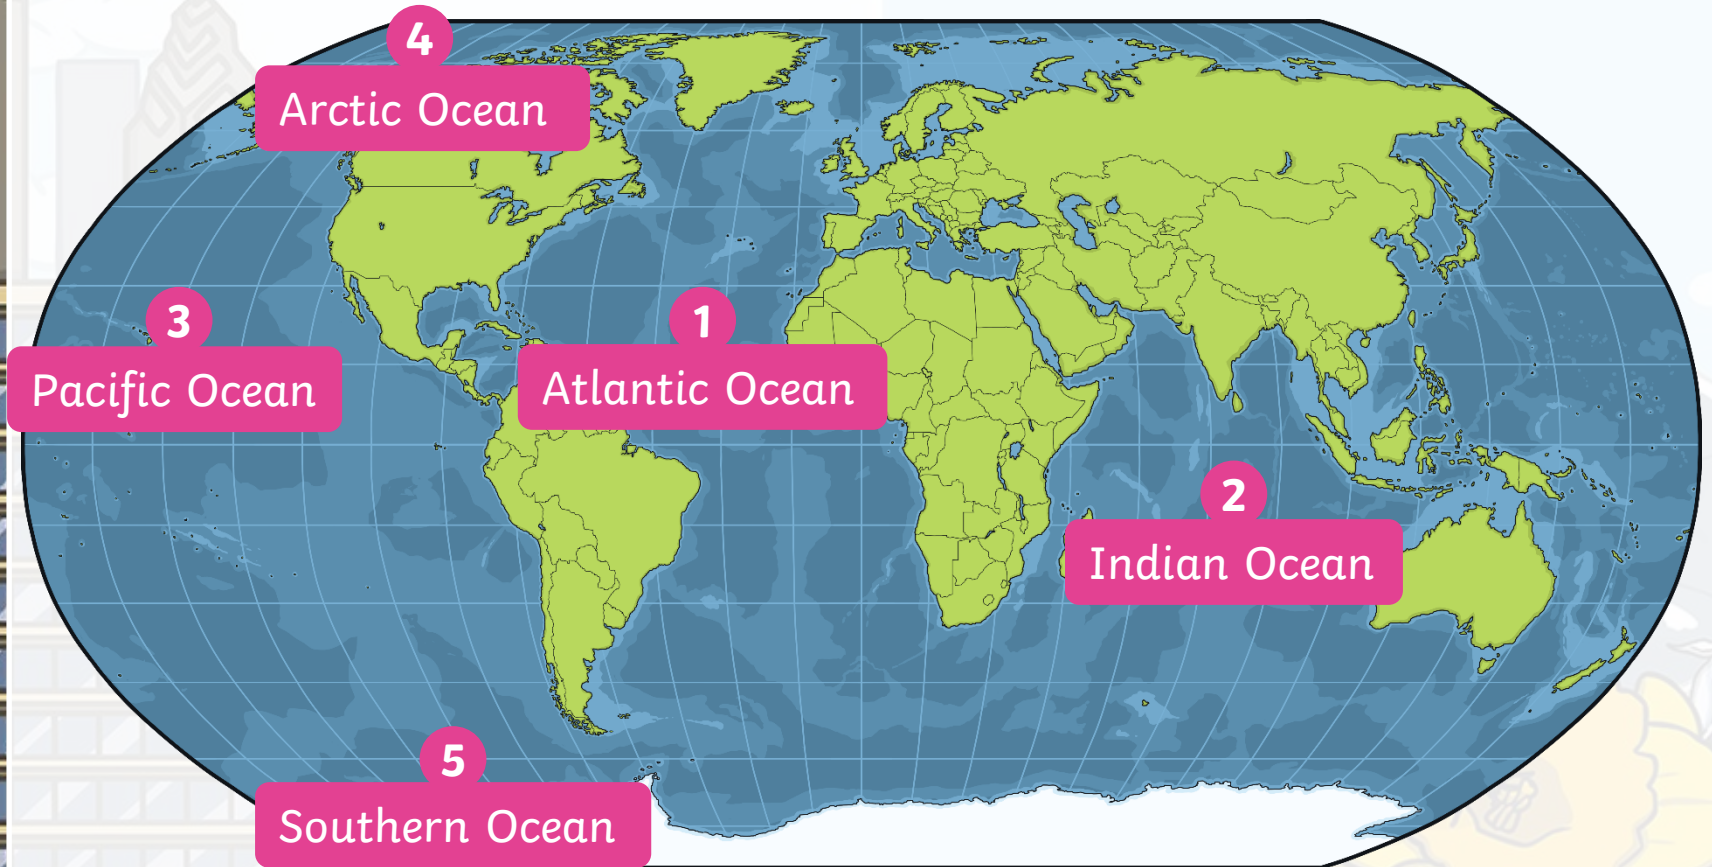 4
Arctic Ocean
3
Pacific Ocean
1
Atlantic Ocean
2
Indian Ocean
5
Southern Ocean